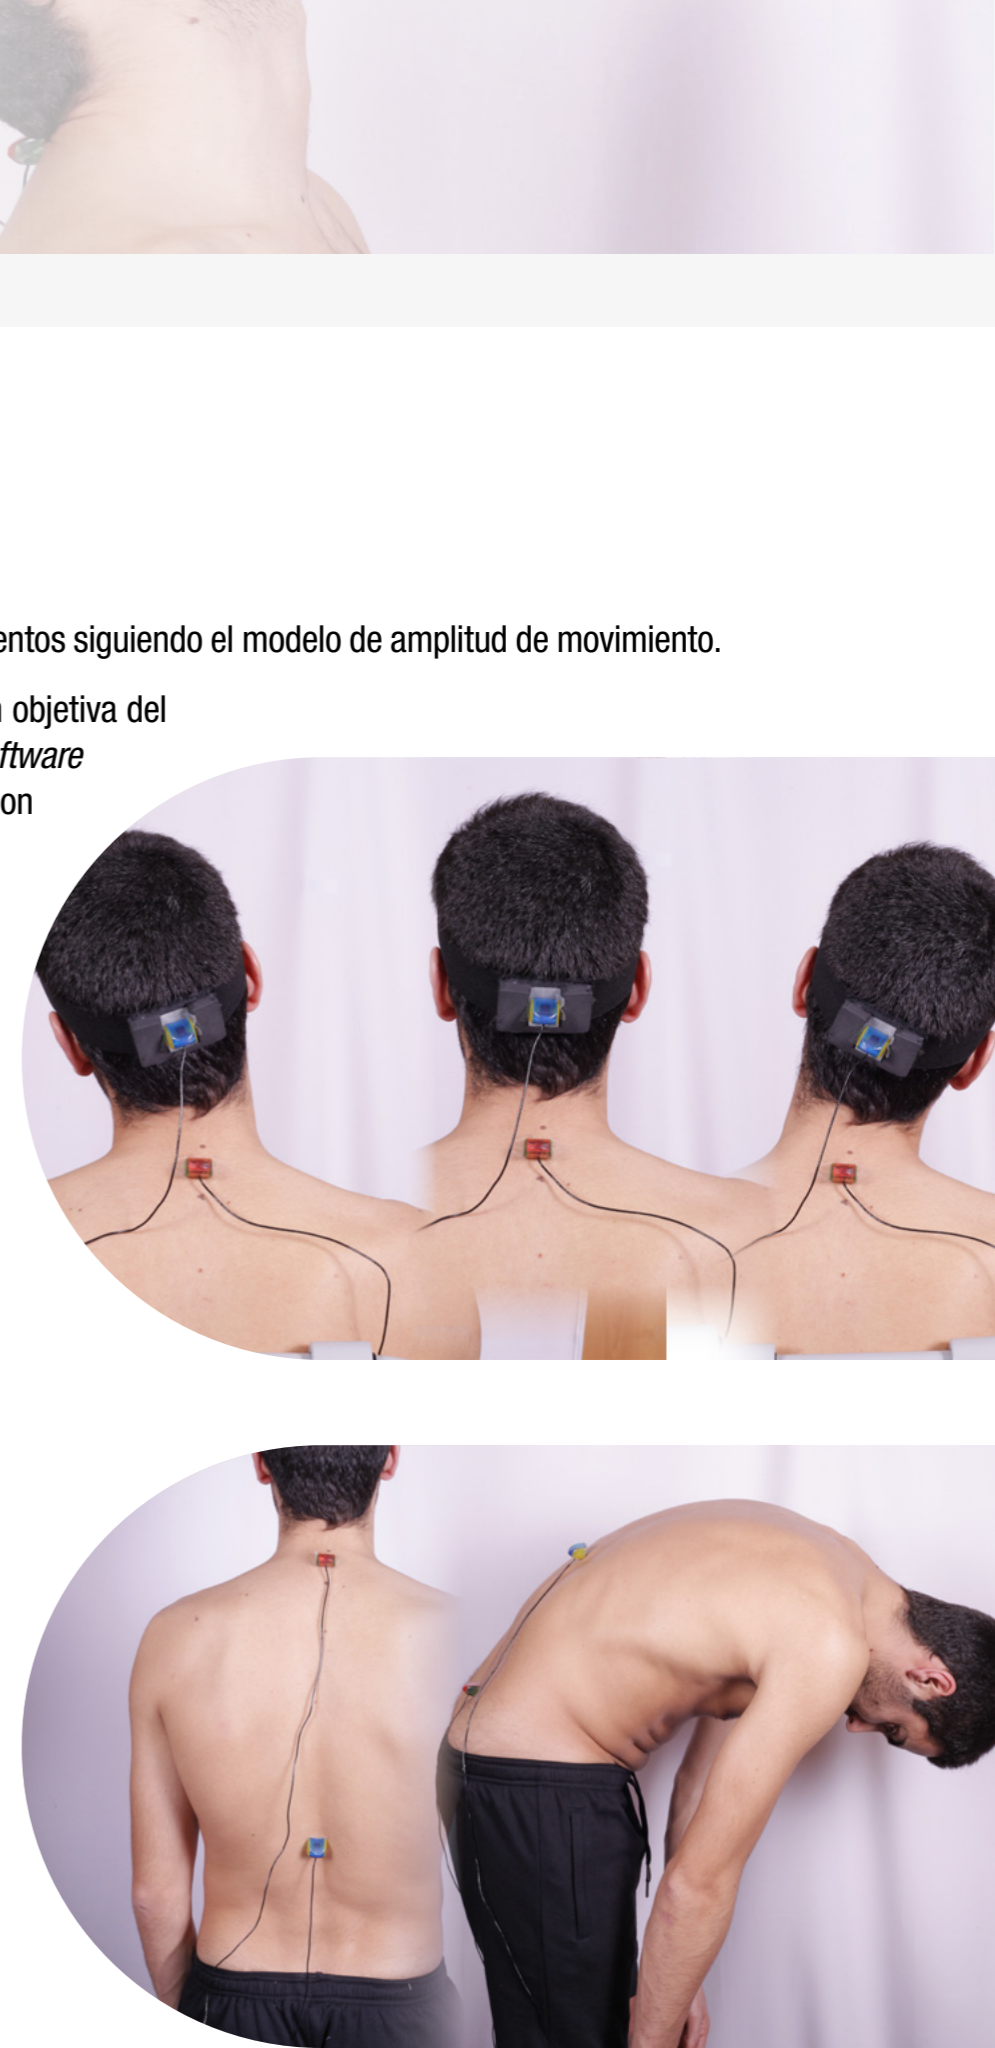 entos siguiendo el modelo de amplitud de movimiento.
objetiva del
ftware
on